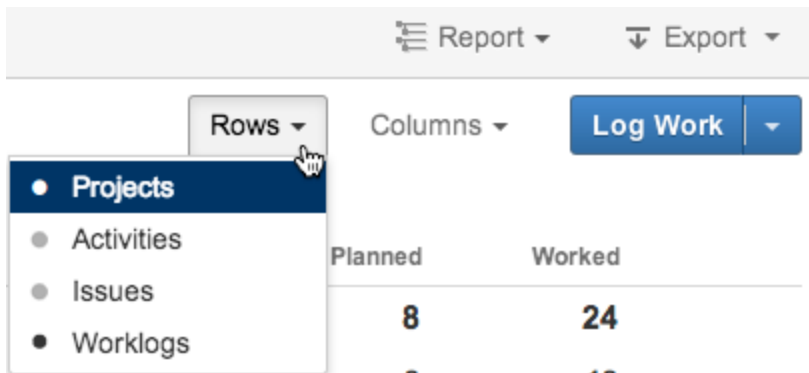 Report Export
Rows Columns Log Work
Projects
Activities
Planned Worked
Issues
8 24
Worklogs